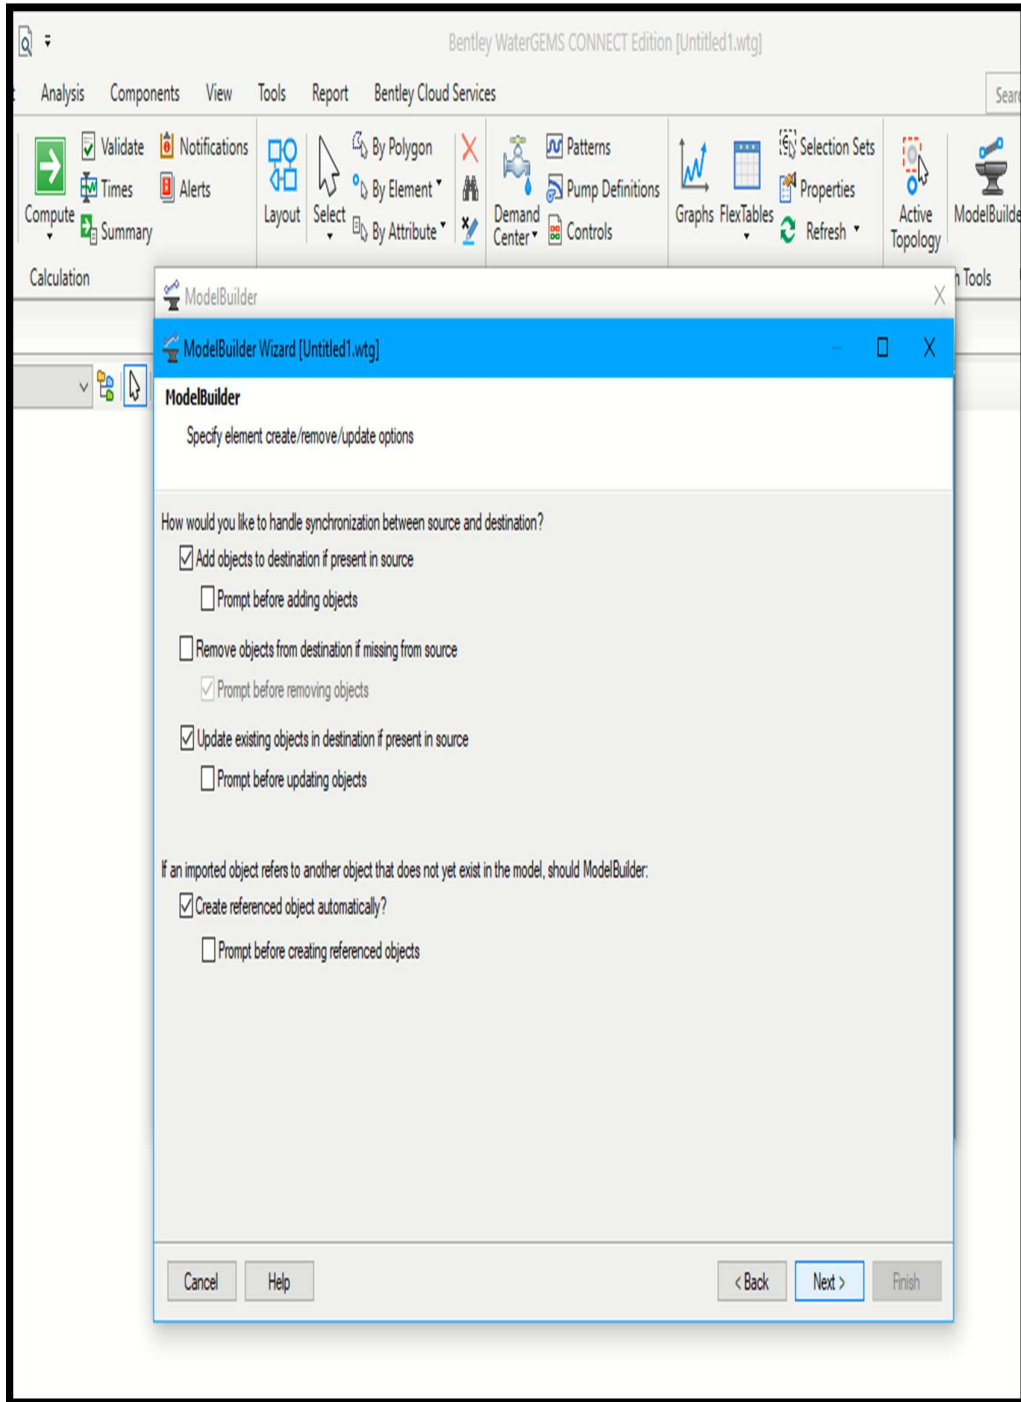 Bentley WaterGEMS CONNECT Edition [Untitled1.wtg]
Analysis Components View Tools Report Bentley Cloud Services Sear
Validate Notifications By Polygon Patterns Selection Sets
Times Alerts By Element Pump Definitions Properties
Compute Summary Layout Select By Attribute Demand Center Controls Graphs FlexTables Refresh Active Topology ModelBuilde
Calculation n Tools
ModelBuilder
ModelBuilder Wizard [Untitled1.wtg]
ModelBuilder
Specify element create/remove/update options
How would you like to handle synchronization between source and destination?
Add objects to destination if present in source
Prompt before adding objects
Remove objects from destination if missing from source
Prompt before removing objects
Update existing objects in destination if present in source
Prompt before updating objects
If an imported object refers to another object that does not yet exist in the model, should ModelBuilder:
Create referenced object automatically?
Prompt before creating referenced objects
Cancel Help < Back Next > Finish